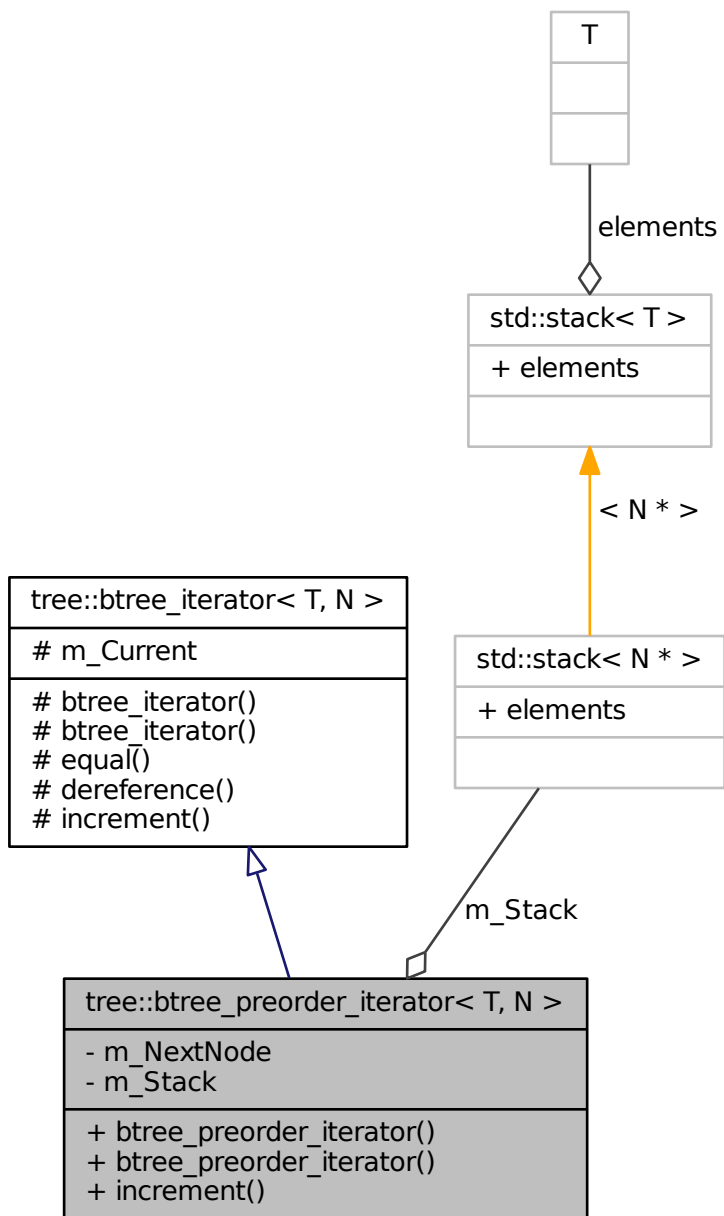 T
elements
std::stack< T >
+ elements
< N * >
tree::btree_iterator< T, N >
# m_Current
# btree_iterator()
# btree_iterator()
# equal()
# dereference()
# increment()
std::stack< N * >
+ elements
m_Stack
tree::btree_preorder_iterator< T, N >
- m_NextNode
- m_Stack
+ btree_preorder_iterator()
+ btree_preorder_iterator()
+ increment()